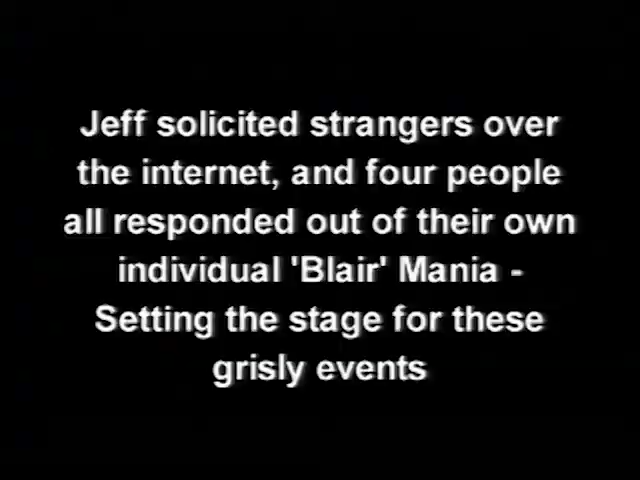 Jeff solicited strangers over
the internet, and four people
all responded out of their own
individual 'Blair' Mania -
Setting the stage for these
grisly events